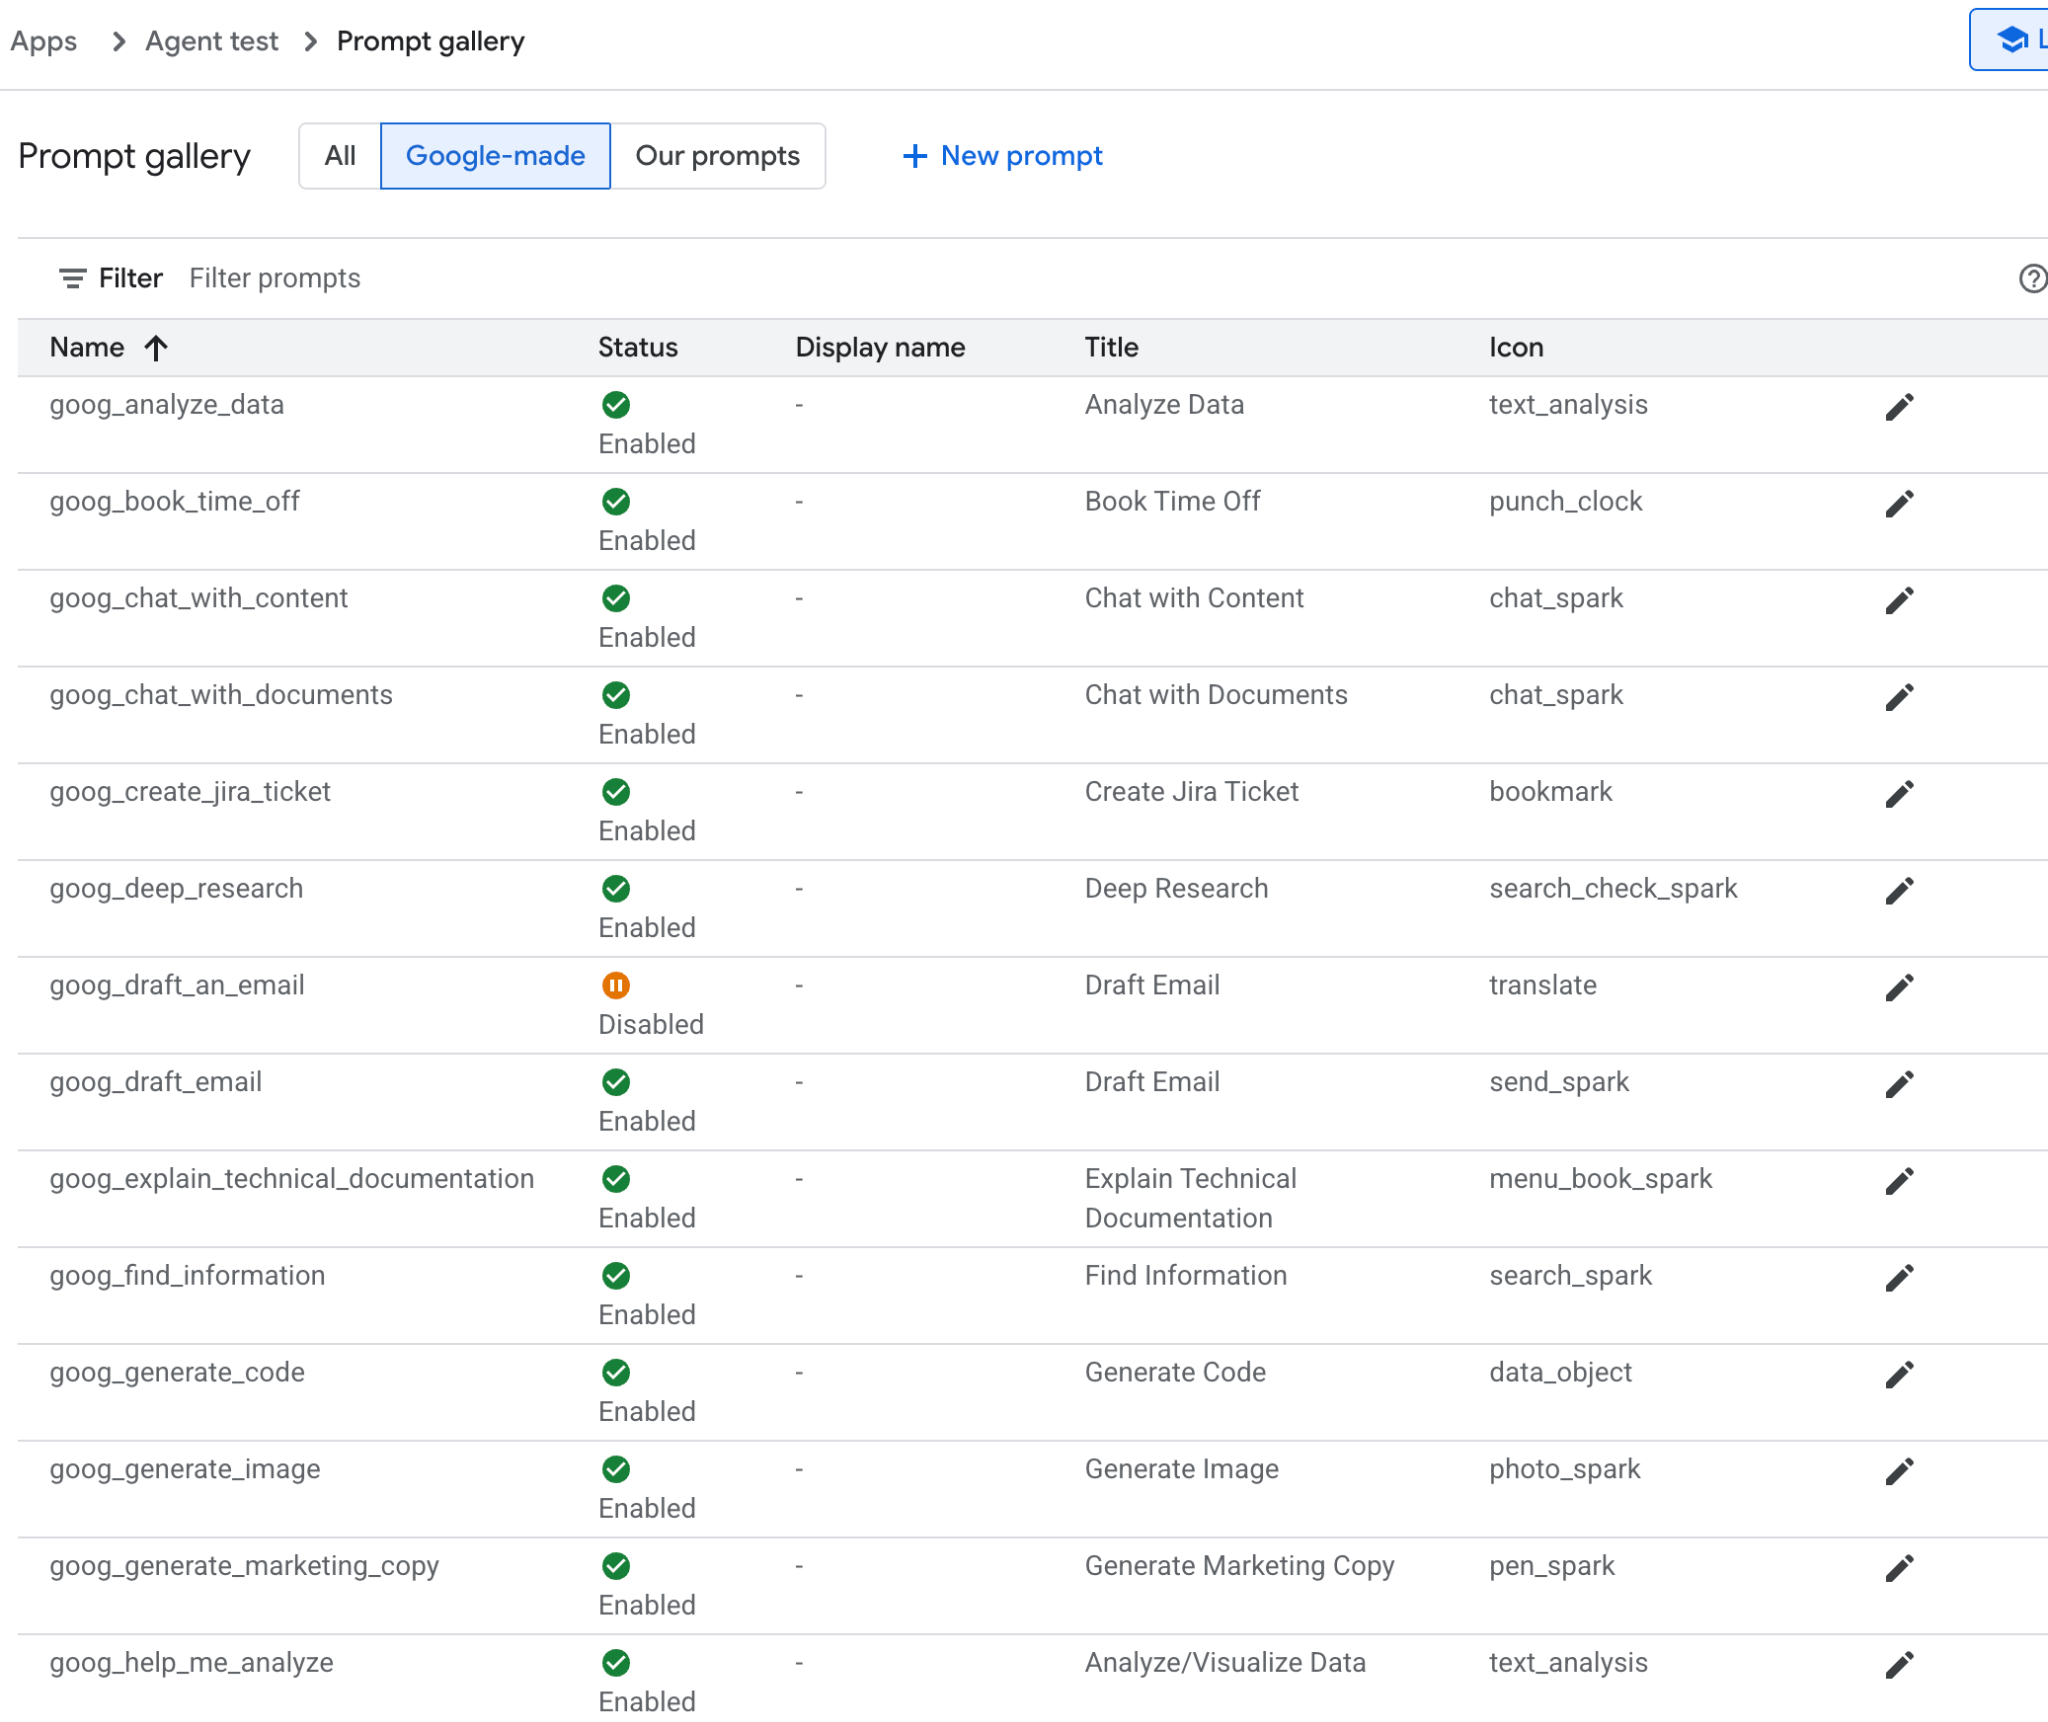 Apps > Agent test > Prompt gallery
Prompt gallery All Google-made Our prompts + New prompt
Filter Filter prompts
Name Status Display name Title Icon
goog_analyze_data Enabled - Analyze Data text_analysis
goog_book_time_off Enabled - Book Time Off punch_clock
goog_chat_with_content Enabled - Chat with Content chat_spark
goog_chat_with_documents Enabled - Chat with Documents chat_spark
goog_create_jira_ticket Enabled - Create Jira Ticket bookmark
goog_deep_research Enabled - Deep Research search_check_spark
goog_draft_an_email Disabled - Draft Email translate
goog_draft_email Enabled - Draft Email send_spark
goog_explain_technical_documentation Enabled - Explain Technical Documentation menu_book_spark
goog_find_information Enabled - Find Information search_spark
goog_generate_code Enabled - Generate Code data_object
goog_generate_image Enabled - Generate Image photo_spark
goog_generate_marketing_copy Enabled - Generate Marketing Copy pen_spark
goog_help_me_analyze Enabled - Analyze/Visualize Data text_analysis